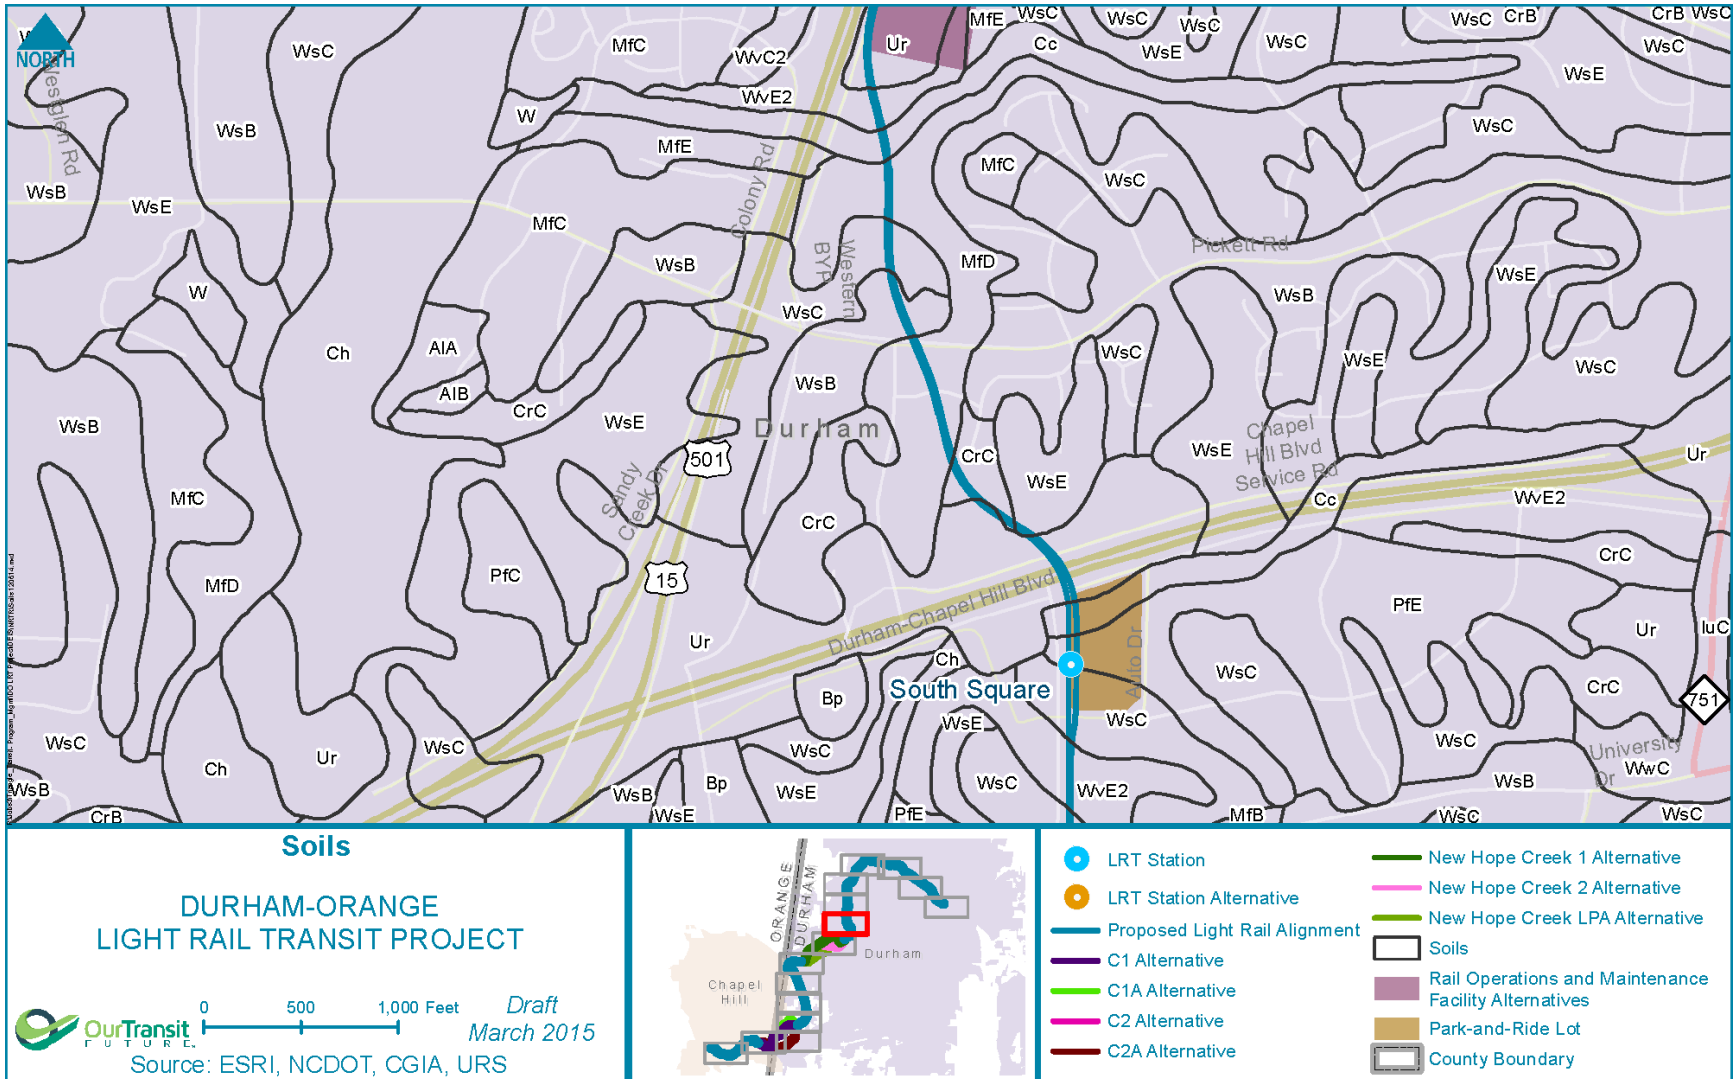 NORTH
WsC
MfC
WvC2
Ur
MfE
WsC
Cc
WsC
WsC
WsE
WsC
WsC
CrB
CrB
WsC
WsC
WsE
WvE2
W
WsB
MfE
WsC
MfC
WsC
Westglen Rd
WsB
WsE
MfC
Colony Rd
WsB
Western
BYP
MfD
Pickett Rd
WsE
W
WsC
WsB
Ch
AlA
AlB
CrC
WsE
WsB
WsC
WsE
WsC
Durham
WsB
501
Sandy
Creek Dr
CrC
WsE
WsE
Chapel
Hill Blvd
Service Rd
Ur
MfC
Cc
WvE2
CrC
CrC
PfC
15
MfD
Durham-Chapel Hill Blvd
PfE
Ur
Ur
IuC
Ch
South Square
Auto Dr
WsC
Bp
WsE
WsC
CrC
751
WsC
Ch
Ur
WsC
WsC
WsC
University
Dr
WwC
WsB
CrB
WsB
WsE
Bp
WsE
PfE
WsC
WvE2
MfB
WsB
WsC
WsC
Soils
DURHAM-ORANGE
LIGHT RAIL TRANSIT PROJECT
0 500 1,000 Feet
Draft
March 2015
OurTransit
FUTURE
Source: ESRI, NCDOT, CGIA, URS
ORANGE
DURHAM
Durham
Chapel
Hill
LRT Station
LRT Station Alternative
Proposed Light Rail Alignment
C1 Alternative
C1A Alternative
C2 Alternative
C2A Alternative
New Hope Creek 1 Alternative
New Hope Creek 2 Alternative
New Hope Creek LPA Alternative
Soils
Rail Operations and Maintenance
Facility Alternatives
Park-and-Ride Lot
County Boundary